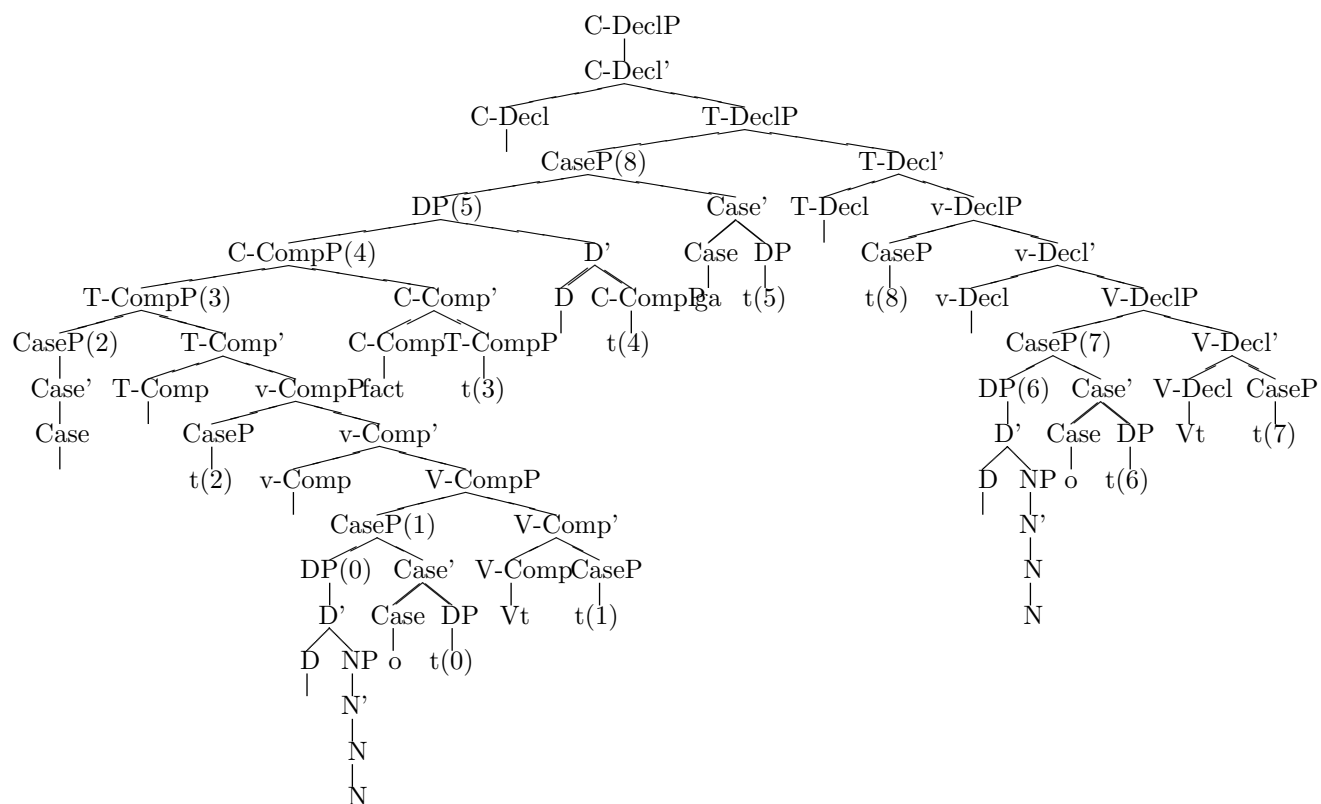 C-DeclP
C-Decl'
C-Decl T-DeclP
CaseP(8) T-Decl'
DP(5) Case' T-Decl v-DeclP
C-CompP(4) D' Case DP CaseP v-Decl'
T-CompP(3) C-Comp' D C-CompP ga t(5) t(8) v-Decl V-DeclP
CaseP(2) T-Comp' C-Comp T-CompP t(4) CaseP(7) V-Decl'
Case' T-Comp v-CompP fact t(3) DP(6) Case' V-Decl CaseP
Case CaseP v-Comp' D' Case DP Vt t(7)
t(2) v-Comp V-CompP D NP o t(6)
CaseP(1) V-Comp' N'
DP(0) Case' V-Comp CaseP N
D' Case DP Vt t(1) N
D NP o t(0)
N'
N
N